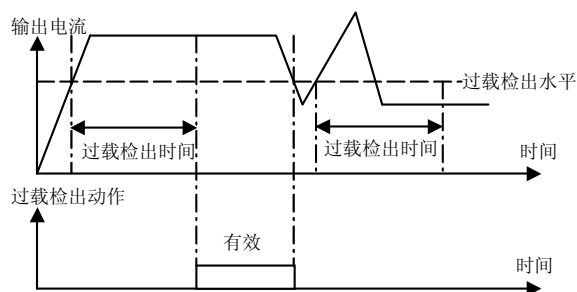 输出电流
过载检出水平
过载检出时间
过载检出时间
时间
过载检出动作
有效
时间